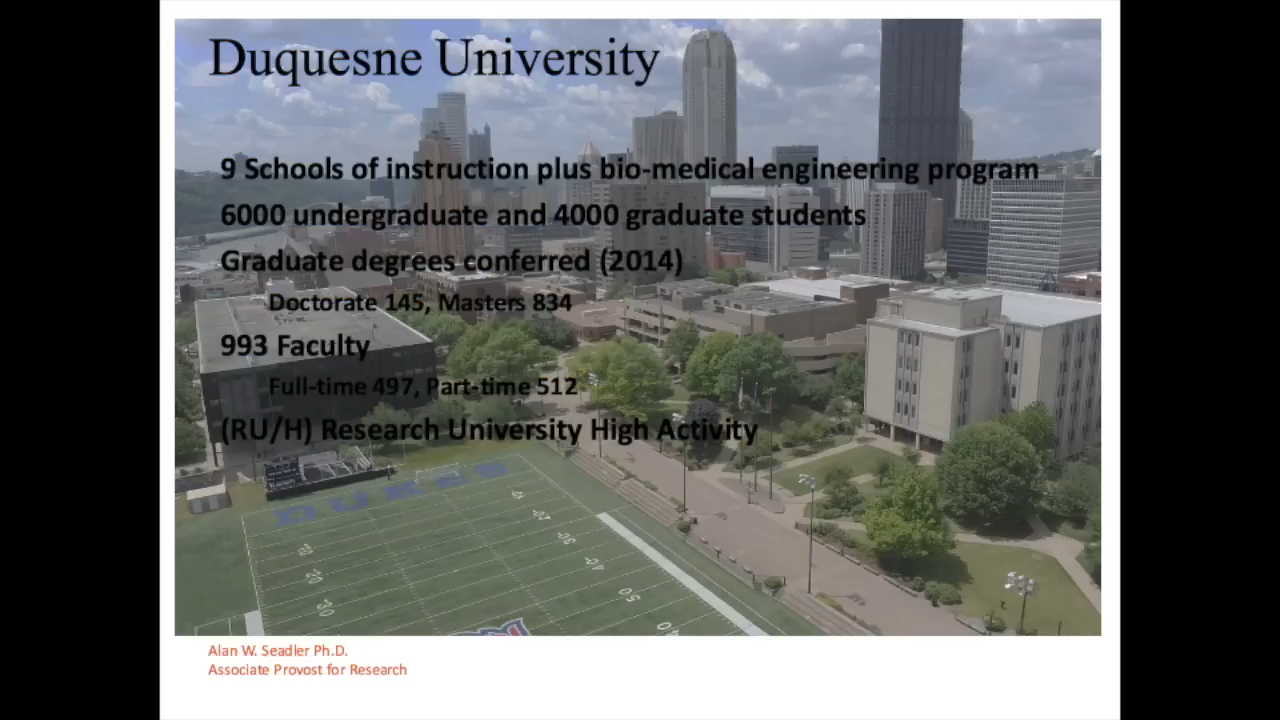 Duquesne University
9 Schools of instruction plus bio-medical engineering program
6000 undergraduate and 4000 graduate students
Graduate degrees conferred (2014)
Doctorate 145, Masters 834
993 Faculty
Full-time 497, Part-time 512
(RU/H) Research University High Activity
DUKES
Alan W. Seadler Ph.D.
Associate Provost for Research